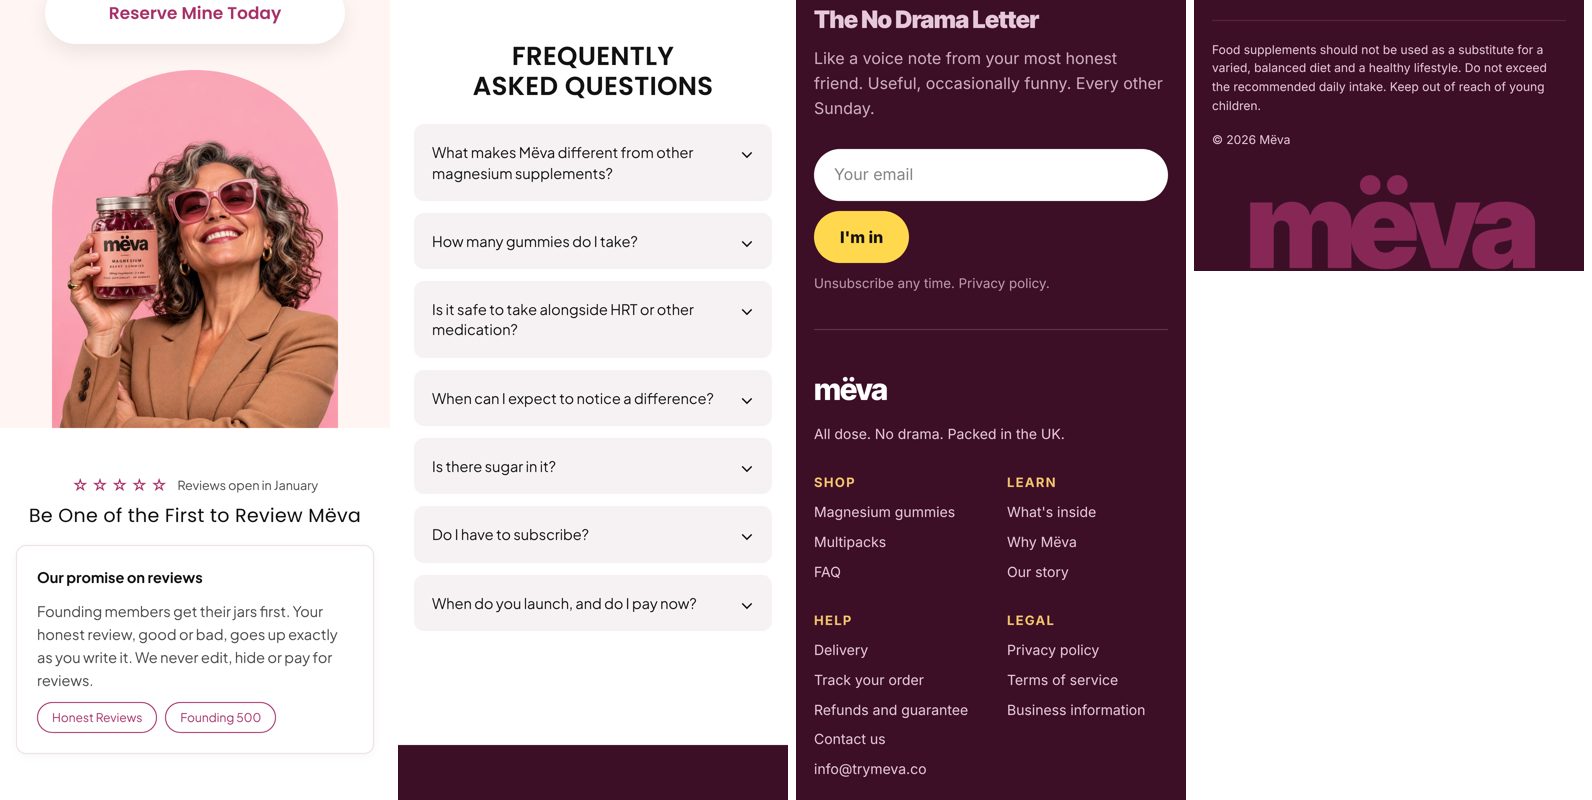 Reserve Mine Today
mëva
MAGNESIUM
Reviews open in January
Be One of the First to Review Mëva
Our promise on reviews
Founding members get their jars first. Your
honest review, good or bad, goes up exactly
as you write it. We never edit, hide or pay for
reviews.
Honest Reviews
Founding 500
FREQUENTLY
ASKED QUESTIONS
What makes Mëva different from other
magnesium supplements?
How many gummies do I take?
Is it safe to take alongside HRT or other
medication?
When can I expect to notice a difference?
Is there sugar in it?
Do I have to subscribe?
When do you launch, and do I pay now?
The No Drama Letter
Like a voice note from your most honest
friend. Useful, occasionally funny. Every other
Sunday.
Your email
I'm in
Unsubscribe any time. Privacy policy.
mëva
All dose. No drama. Packed in the UK.
SHOP
Magnesium gummies
Multipacks
FAQ
LEARN
What's inside
Why Mëva
Our story
HELP
Delivery
Track your order
Refunds and guarantee
Contact us
info@trymeva.co
LEGAL
Privacy policy
Terms of service
Business information
Food supplements should not be used as a substitute for a
varied, balanced diet and a healthy lifestyle. Do not exceed
the recommended daily intake. Keep out of reach of young
children.
© 2026 Mëva
mëva